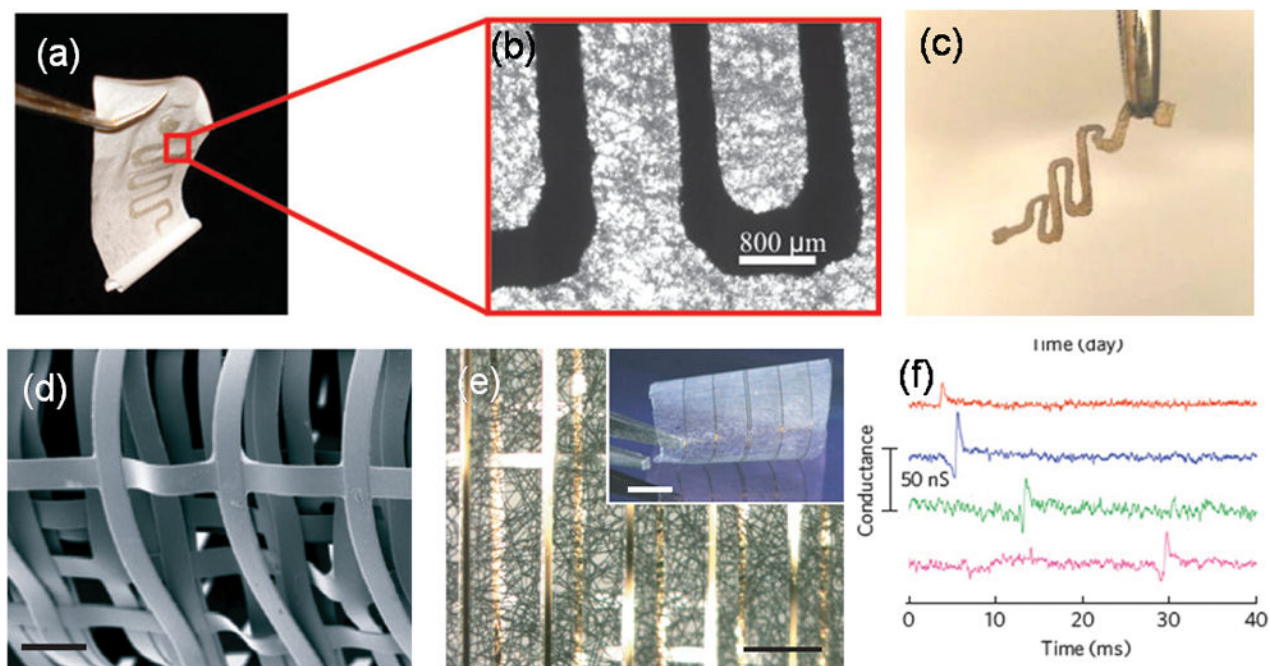 (a)
(b)
800 µm
(c)
(d)
(e)
Time (day)
(f)
Conductance
50 nS
0 10 20 30 40
Time (ms)